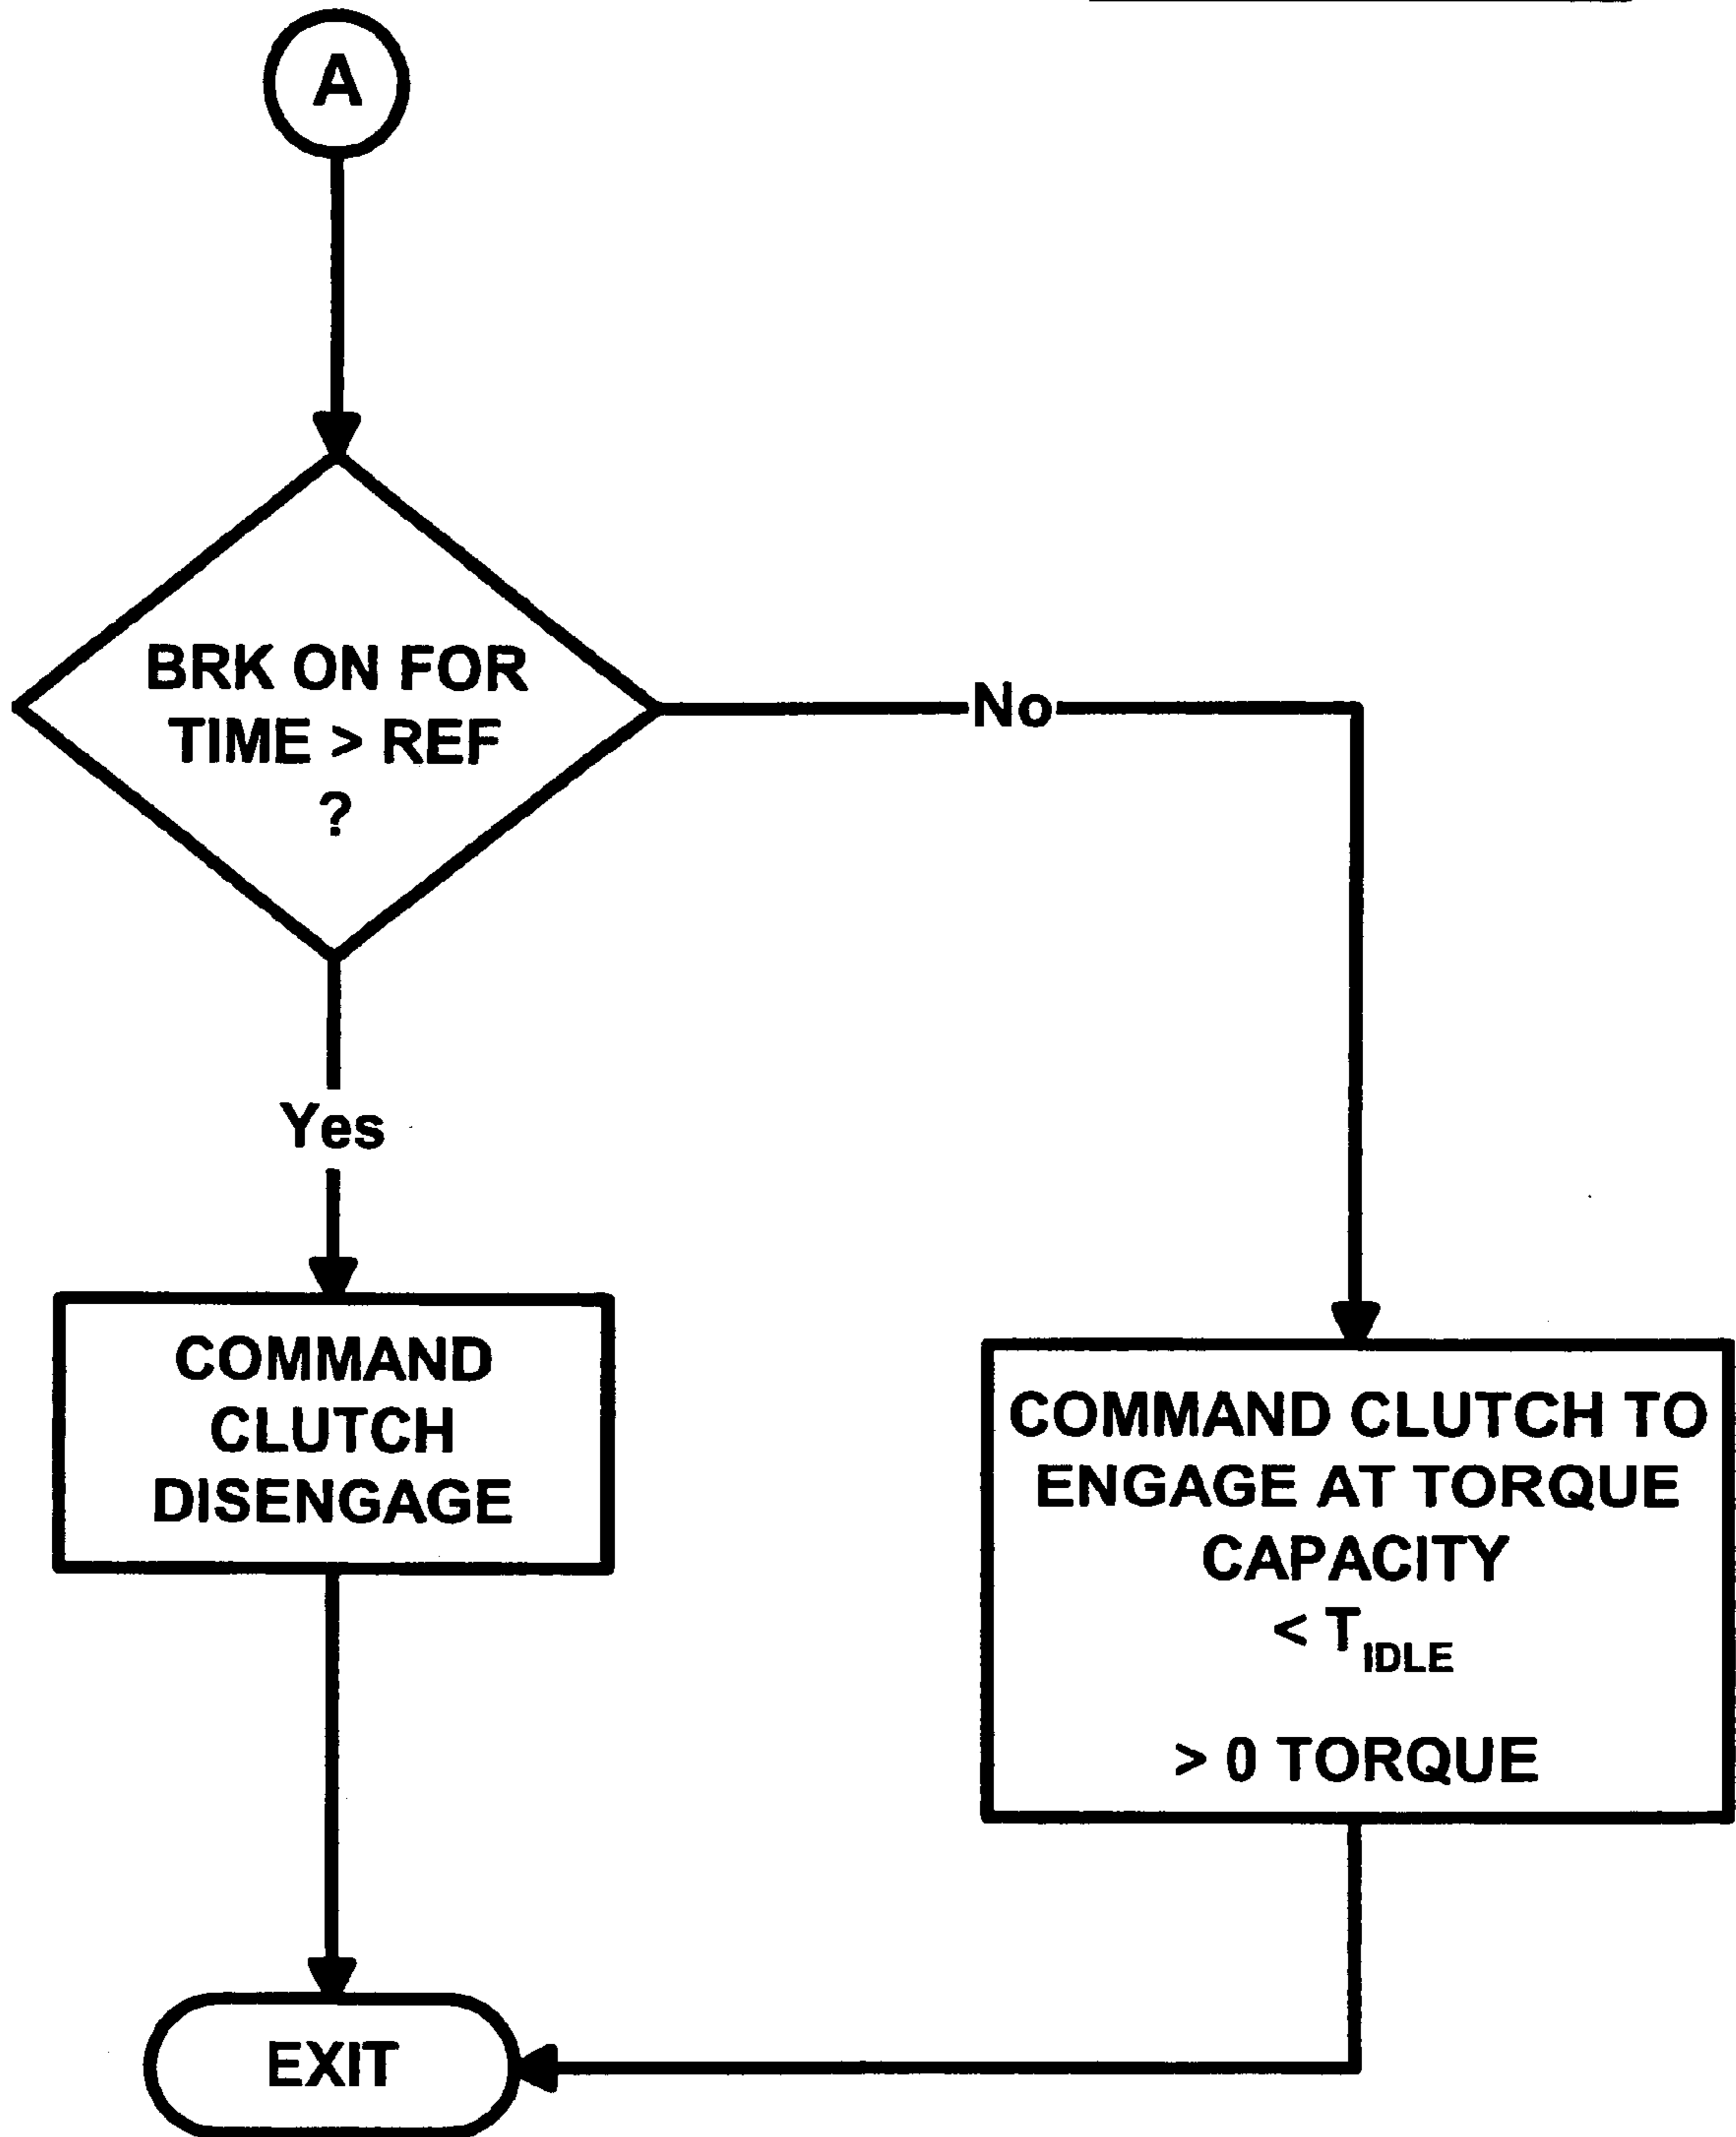 A
BRK ON FOR
TIME > REF
?
No
Yes
COMMAND
CLUTCH
DISENGAGE
COMMAND CLUTCH TO
ENGAGE AT TORQUE
CAPACITY
< T_IDLE
> 0 TORQUE
EXIT